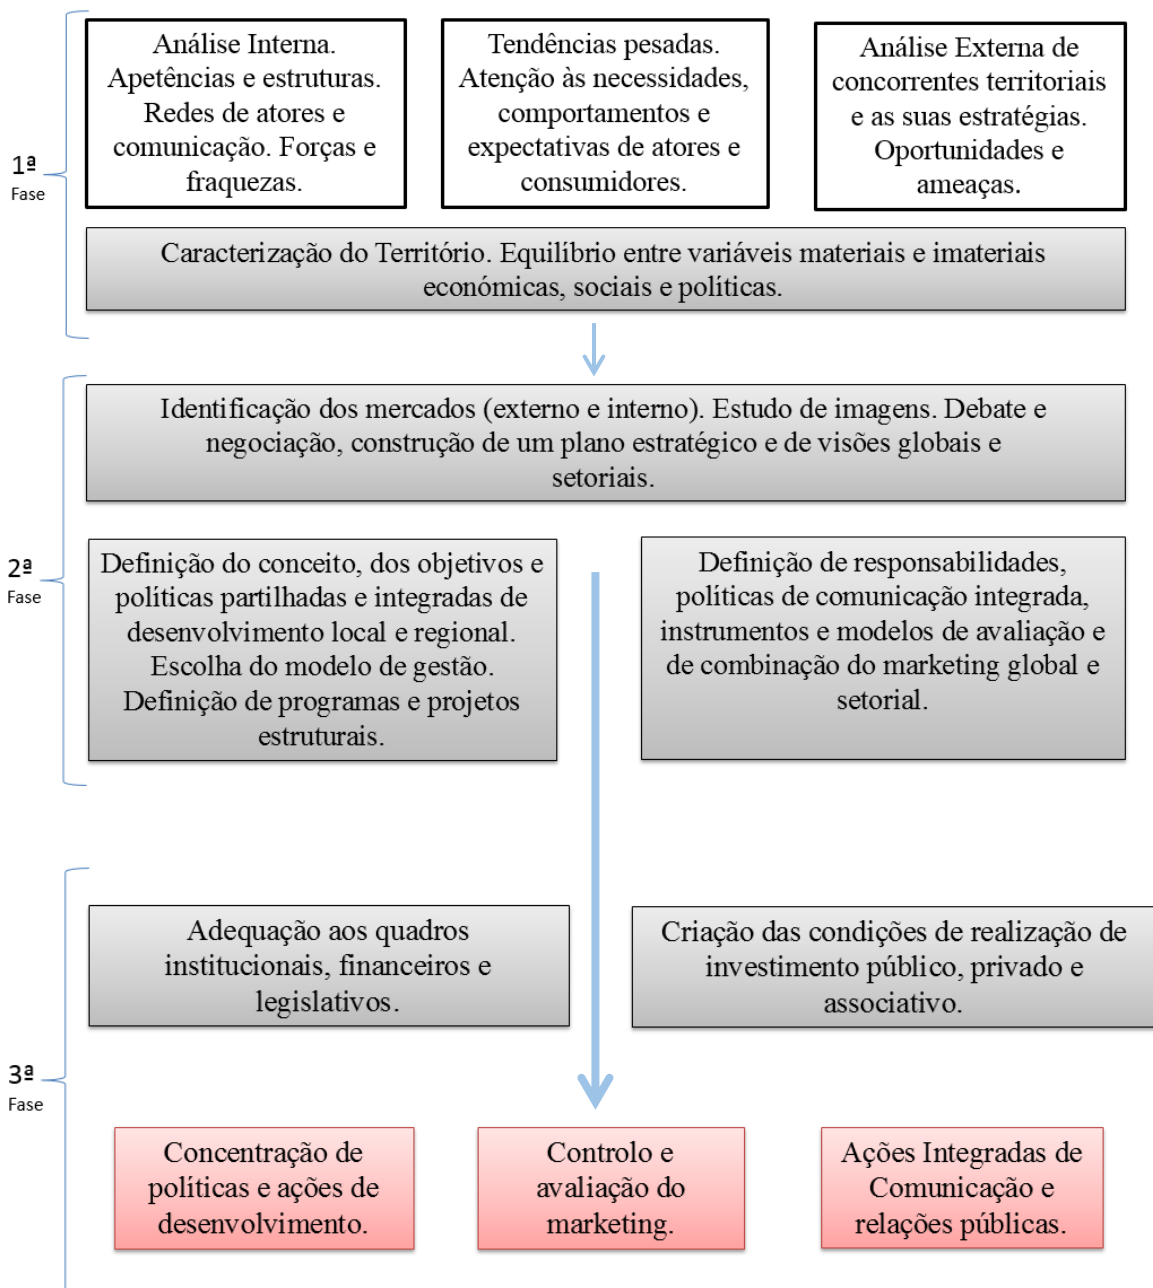 1ª
Fase
Análise Interna.
Apetências e estruturas.
Redes de atores e
comunicação. Forças e
fraquezas.
Tendências pesadas.
Atenção às necessidades,
comportamentos e
expectativas de atores e
consumidores.
Análise Externa de
concorrentes territoriais
e as suas estratégias.
Oportunidades e
ameaças.
Caracterização do Território. Equilíbrio entre variáveis materiais e imateriais
económicas, sociais e políticas.
2ª
Fase
Identificação dos mercados (externo e interno). Estudo de imagens. Debate e
negociação, construção de um plano estratégico e de visões globais e
setoriais.
Definição do conceito, dos objetivos e
políticas partilhadas e integradas de
desenvolvimento local e regional.
Escolha do modelo de gestão.
Definição de programas e projetos
estruturais.
Definição de responsabilidades,
políticas de comunicação integrada,
instrumentos e modelos de avaliação e
de combinação do marketing global e
setorial.
3ª
Fase
Adequação aos quadros
institucionais, financeiros e
legislativos.
Criação das condições de realização de
investimento público, privado e
associativo.
Concentração de
políticas e ações de
desenvolvimento.
Controlo e
avaliação do
marketing.
Ações Integradas de
Comunicação e
relações públicas.